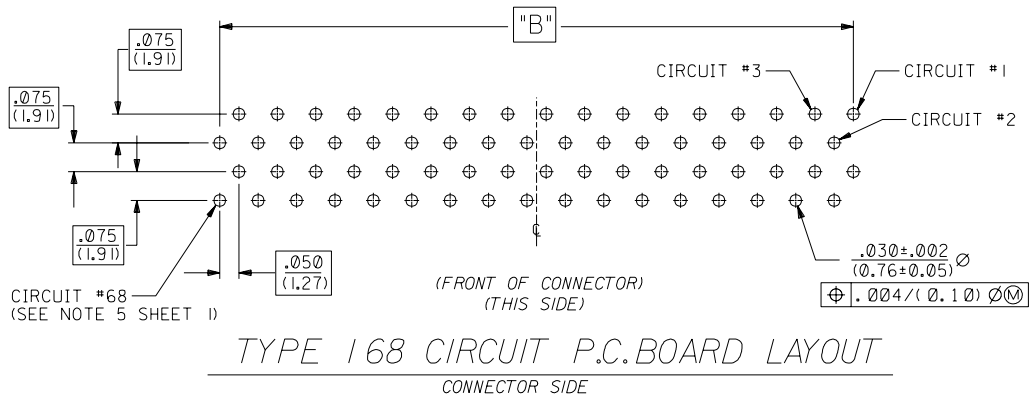 "B"
.075
(1.91)
CIRCUIT #3
CIRCUIT #1
.075
(1.91)
CIRCUIT #2
.075
(1.91)
.050
(1.27)
℄
.030±.002 Ø
(0.76±0.05)
⌖ .004/(0.10) Ø Ⓜ
CIRCUIT #68
(SEE NOTE 5 SHEET 1)
(FRONT OF CONNECTOR)
(THIS SIDE)
TYPE I 68 CIRCUIT P.C.BOARD LAYOUT
CONNECTOR SIDE